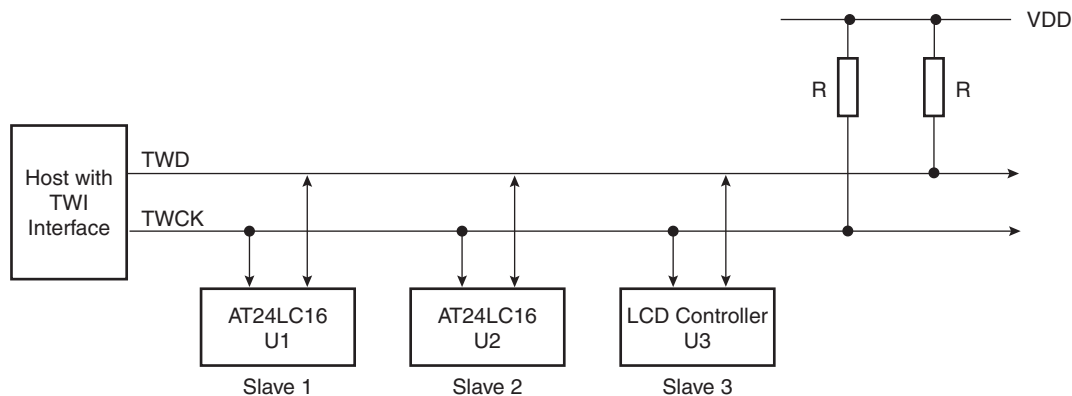 VDD
R
R
Host with
TWI
Interface
TWD
TWCK
AT24LC16
U1
AT24LC16
U2
LCD Controller
U3
Slave 1
Slave 2
Slave 3